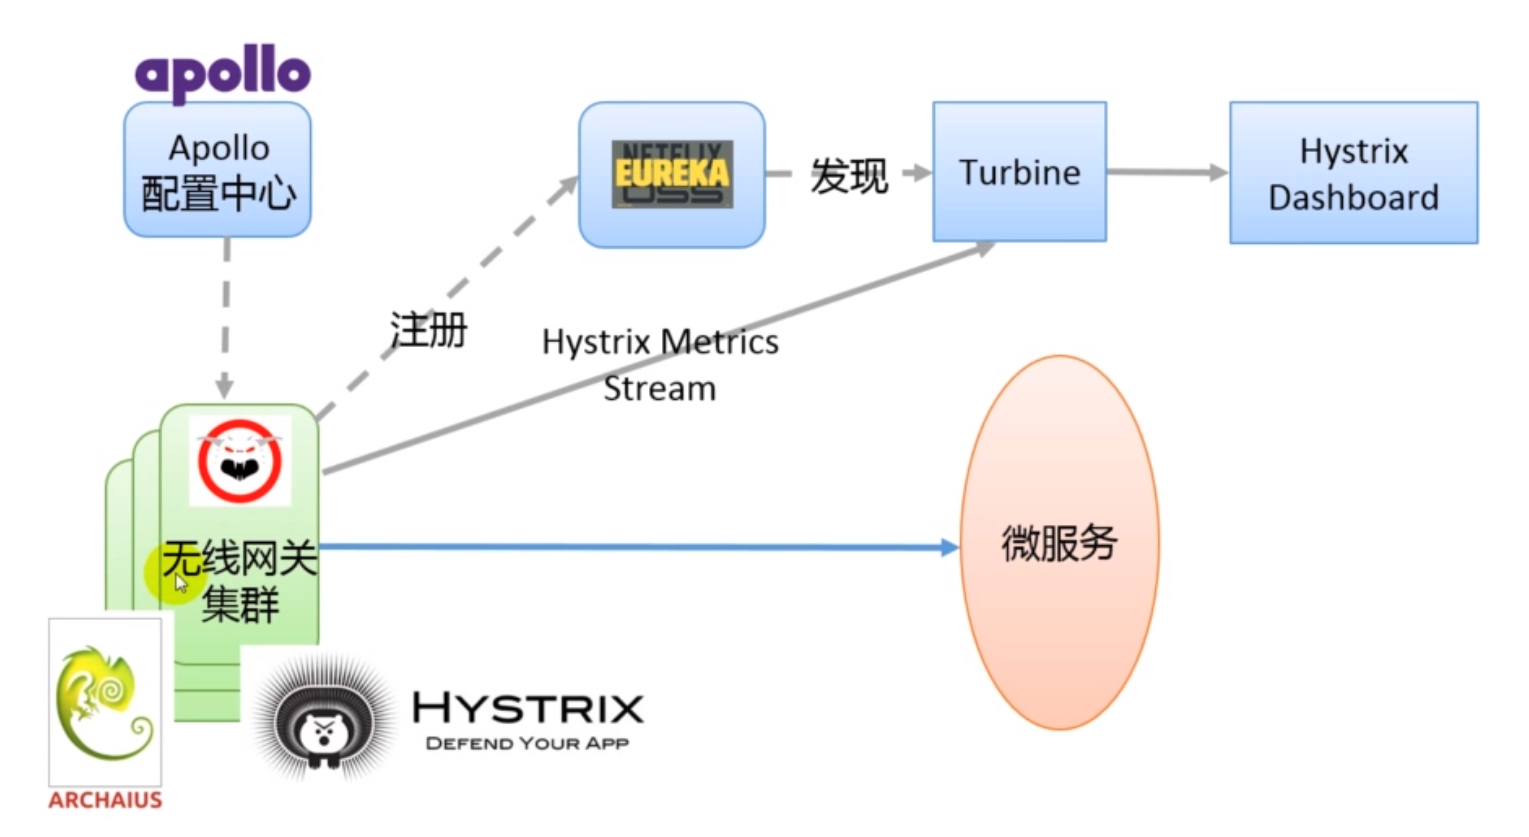 apollo
Apollo
配置中心
NETFLIX
EUREKA
OSS
发现
Turbine
Hystrix
Dashboard
注册
Hystrix Metrics
Stream
无线网关
集群
微服务
HYSTRIX
DEFEND YOUR APP
ARCHAIUS